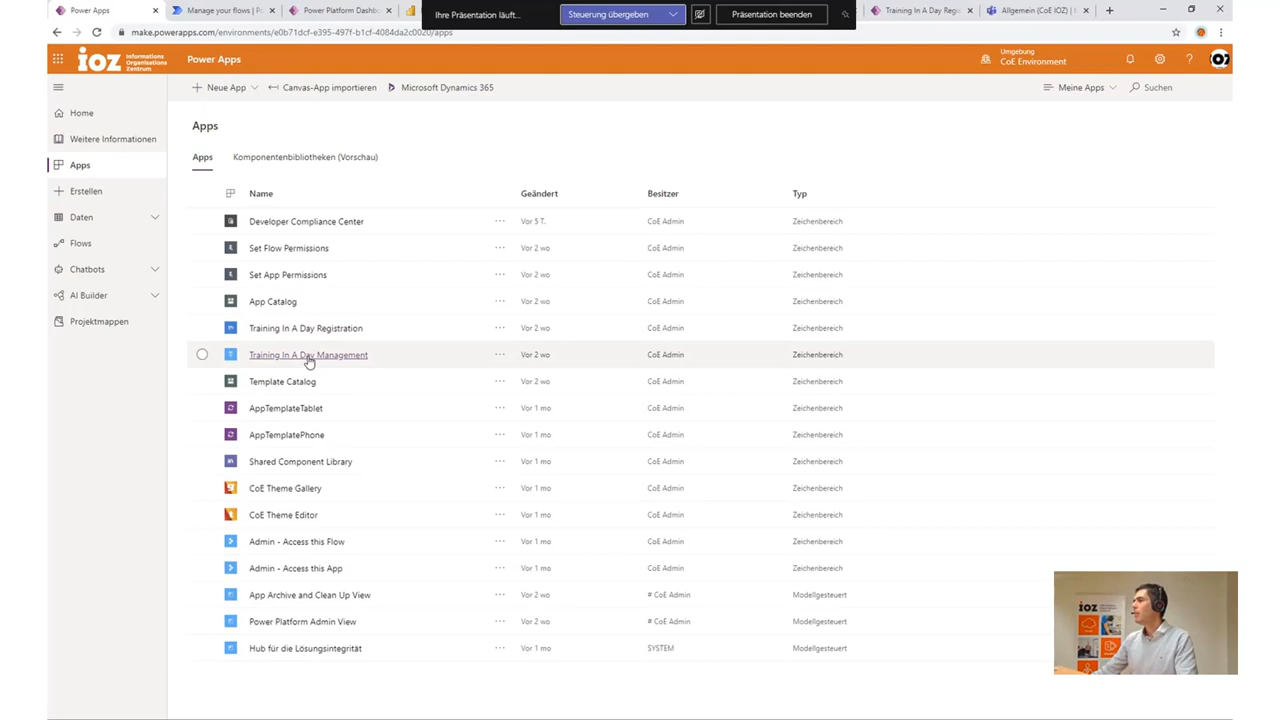 Power Apps
Manage your flows | Po
Power Platform Dashbo
Ihre Präsentation läuft...
Steuerung übergeben
Präsentation beenden
Training In A Day Regis
Allgemein (CoE IOZ) |
make.powerapps.com/environments/e0b71dcf-e395-497f-b1cf-4084da2c0020/apps
ioz
Informations
Organisations
Zentrum
Power Apps
Umgebung
CoE Environment
Neue App
Canvas-App importieren
Microsoft Dynamics 365
Meine Apps
Suchen
Home
Weitere Informationen
Apps
Erstellen
Daten
Flows
Chatbots
AI Builder
Projektmappen
Apps
Apps
Komponentenbibliotheken (Vorschau)
Name Geändert Besitzer Typ
Developer Compliance Center ... Vor 5 T. CoE Admin Zeichenbereich
Set Flow Permissions ... Vor 2 wo CoE Admin Zeichenbereich
Set App Permissions ... Vor 2 wo CoE Admin Zeichenbereich
App Catalog ... Vor 2 wo CoE Admin Zeichenbereich
Training In A Day Registration ... Vor 2 wo CoE Admin Zeichenbereich
Training In A Day Management ... Vor 2 wo CoE Admin Zeichenbereich
Template Catalog ... Vor 2 wo CoE Admin Zeichenbereich
AppTemplateTablet ... Vor 1 mo CoE Admin Zeichenbereich
AppTemplatePhone ... Vor 1 mo CoE Admin Zeichenbereich
Shared Component Library ... Vor 1 mo CoE Admin Zeichenbereich
CoE Theme Gallery ... Vor 1 mo CoE Admin Zeichenbereich
CoE Theme Editor ... Vor 1 mo CoE Admin Zeichenbereich
Admin - Access this Flow ... Vor 1 mo CoE Admin Zeichenbereich
Admin - Access this App ... Vor 1 mo CoE Admin Zeichenbereich
App Archive and Clean Up View ... Vor 2 wo # CoE Admin Modellgesteuert
Power Platform Admin View ... Vor 2 wo # CoE Admin Modellgesteuert
Hub für die Lösungsintegrität ... Vor 1 mo SYSTEM Modellgesteuert
ioz